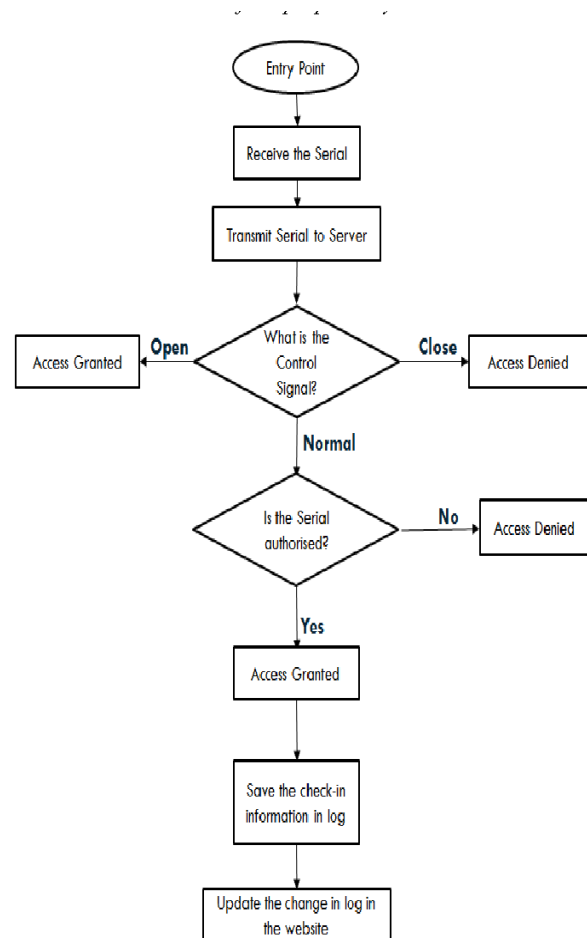 Entry Point
Receive the Serial
Transmit Serial to Server
What is the
Control
Signal?
Open
Access Granted
Close
Access Denied
Normal
Is the Serial
authorised?
No
Access Denied
Yes
Access Granted
Save the check-in
information in log
Update the change in log in
the website